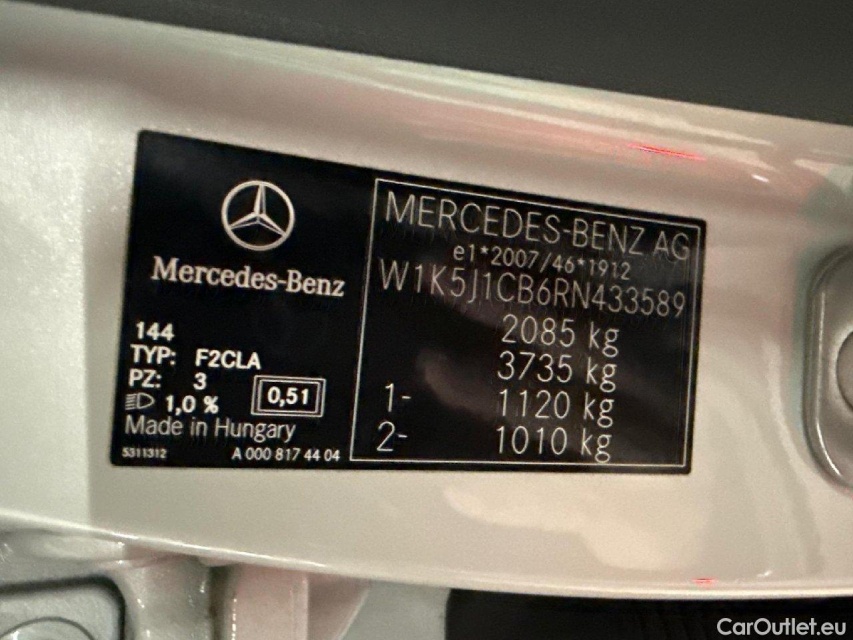 Mercedes-Benz
144
TYP: F2CLA
PZ: 3
1,0 % 0,51
Made in Hungary
5311312 A 000 817 44 04
MERCEDES-BENZ AG
e1*2007/46*1912
W1K5J1CB6RN433589
2085 kg
3735 kg
1- 1120 kg
2- 1010 kg
CarOutlet.eu